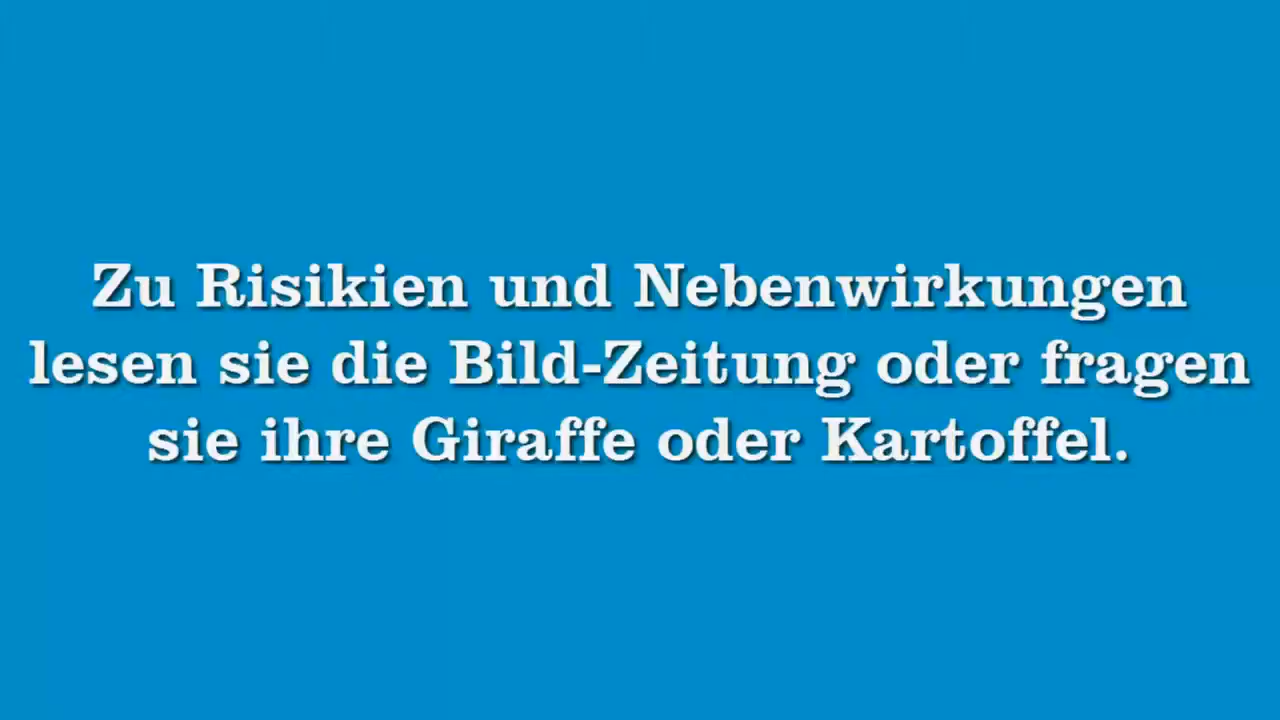 Zu Risikien und Nebenwirkungen
lesen sie die Bild-Zeitung oder fragen
sie ihre Giraffe oder Kartoffel.